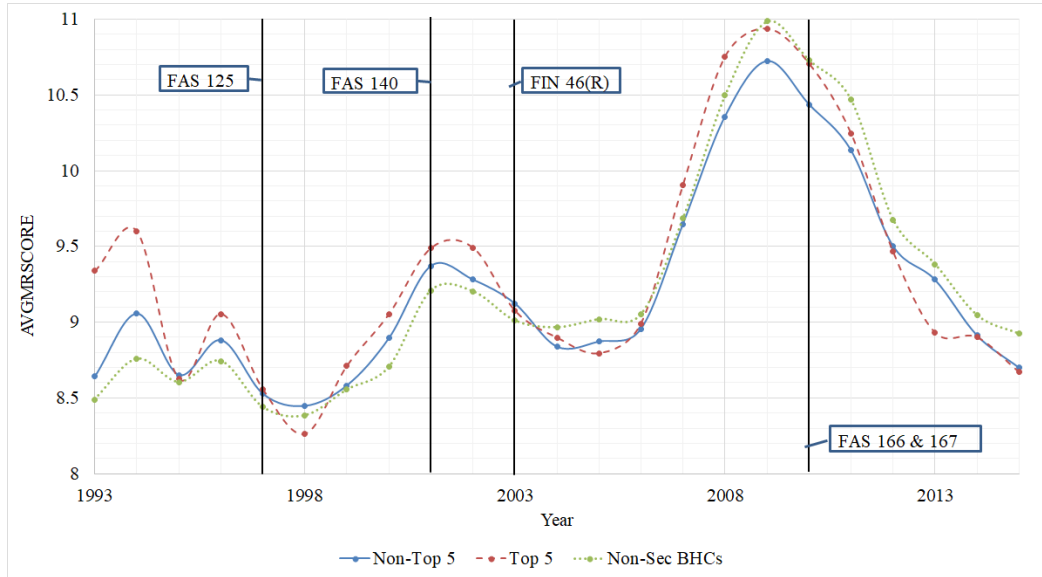 11
10.5
10
9.5
9
8.5
8
AVGMRSCORE
FAS 125
FAS 140
FIN 46(R)
FAS 166 & 167
1993 1998 2003 2008 2013
Year
Non-Top 5 Top 5 Non-Sec BHCs